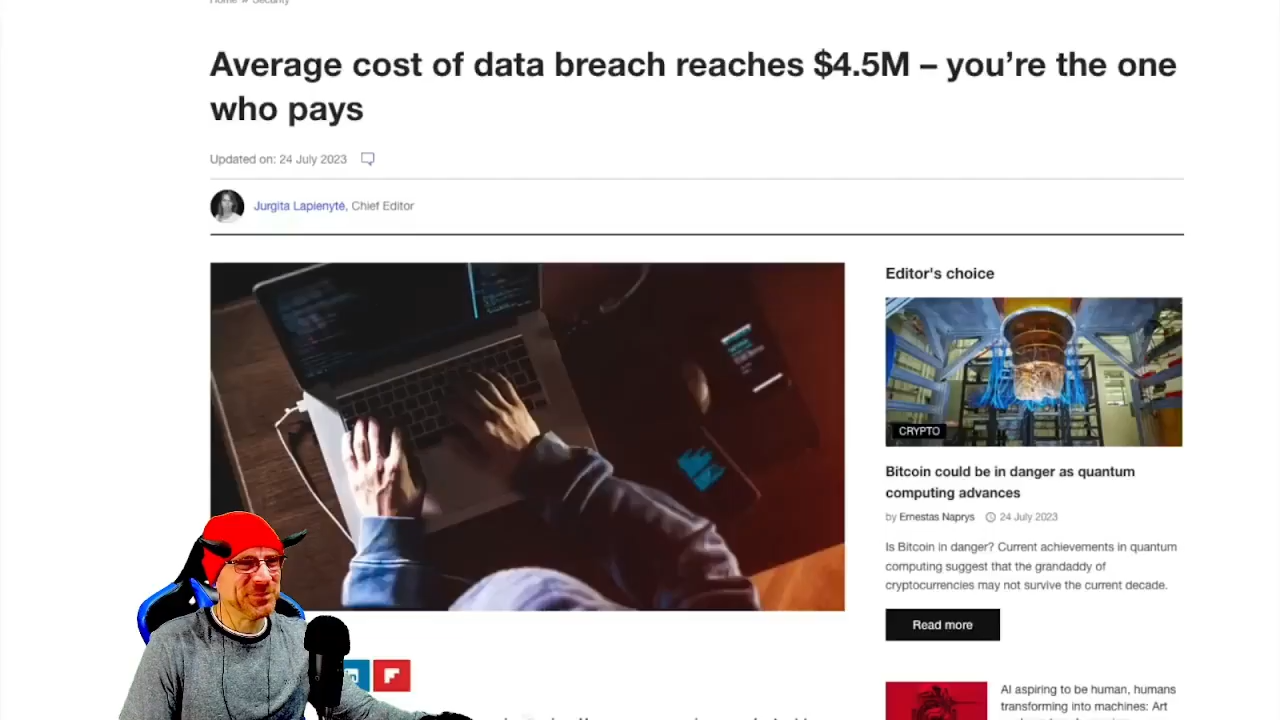 Home » Security
Average cost of data breach reaches $4.5M – you're the one
who pays
Updated on: 24 July 2023
Jurgita Lapienytė, Chief Editor
Editor's choice
CRYPTO
Bitcoin could be in danger as quantum
computing advances
by Ernestas Naprys 24 July 2023
Is Bitcoin in danger? Current achievements in quantum
computing suggest that the grandaddy of
cryptocurrencies may not survive the current decade.
Read more
in
AI aspiring to be human, humans
transforming into machines: Art